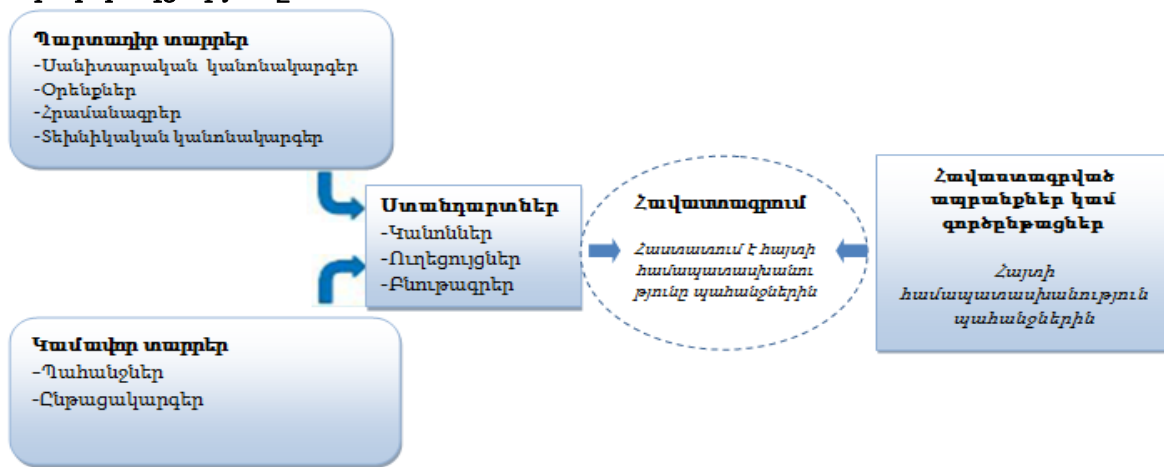 Պարտադիր տարրեր
-Սանիտարական կանոնակարգեր
-Օրենքներ
-Հրամանագրեր
-Տեխնիկական կանոնակարգեր
Ստանդարտներ
-Կանոններ
-Ուղեցույցներ
-Բնութագրեր
Կամավոր տարրեր
-Պահանջներ
-Ընթացակարգեր
Հավատագրում
Հաստատում է հայտի
համապատասխանու
թյունը պահանջներին
Հավաստագրված
ապրանքներ կամ
գործընթացներ
Հայտի
համապատասխանություն
պահանջներին